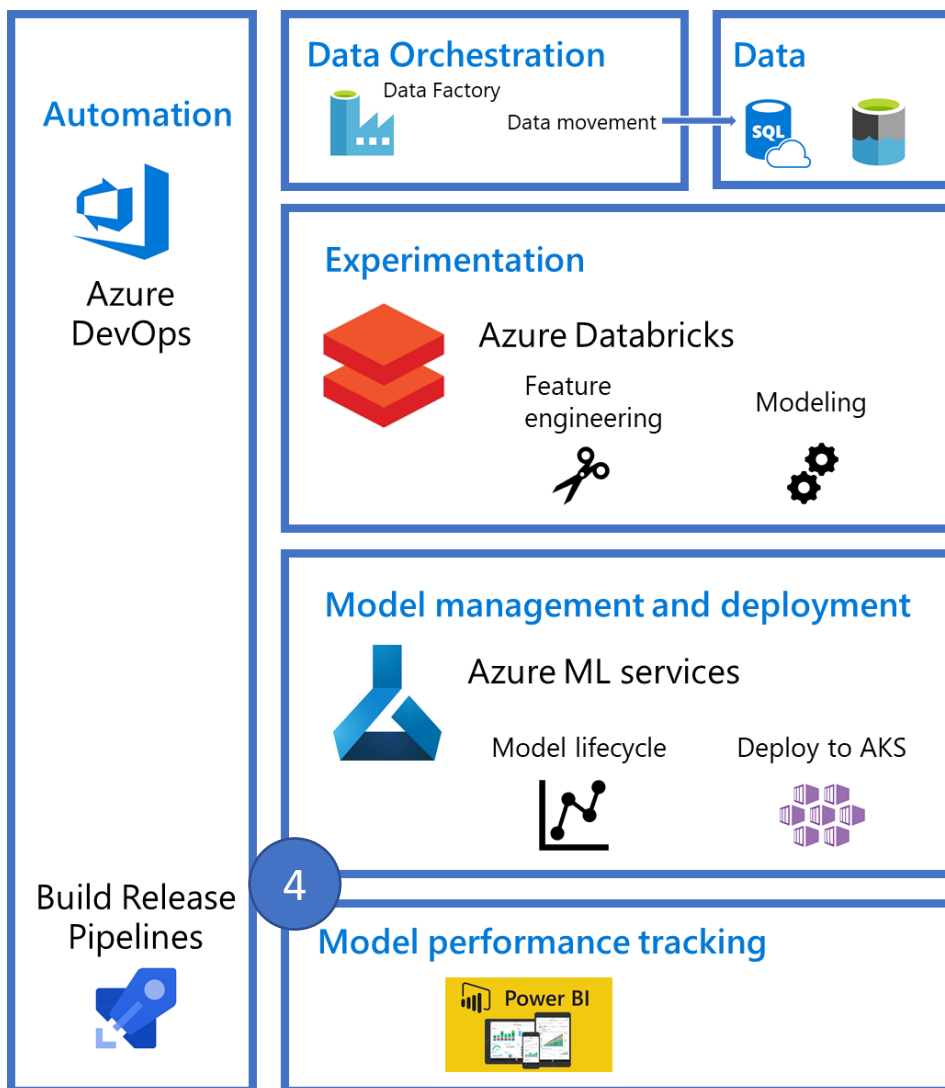 Automation
Azure
DevOps
Build Release
Pipelines
Data Orchestration
Data Factory
Data movement
Data
SQL
Experimentation
Azure Databricks
Feature
engineering
Modeling
Model management and deployment
Azure ML services
Model lifecycle
Deploy to AKS
4
Model performance tracking
Power BI